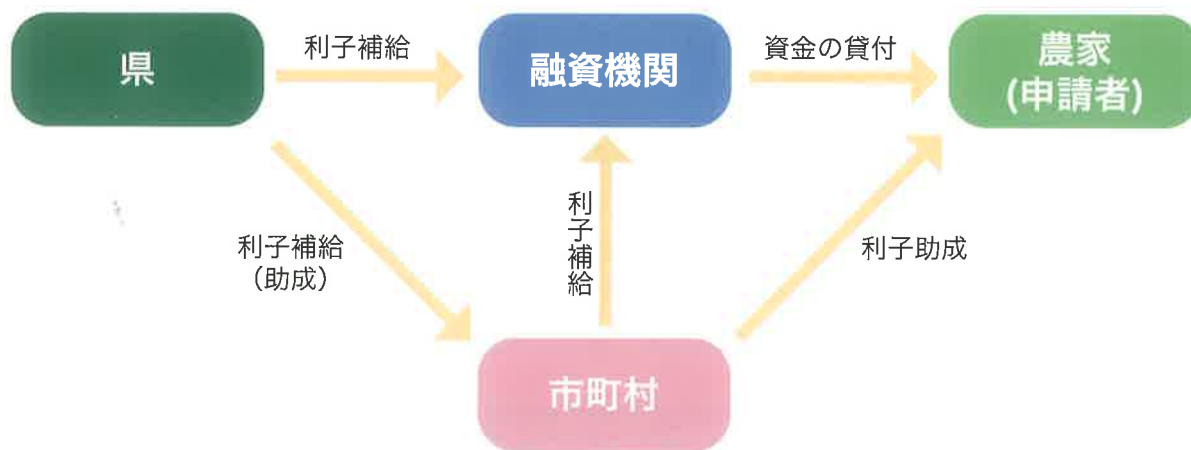 県
利子補給
融資機関
資金の貸付
農家
(申請者)
利子補給
(助成)
利子補給
利子助成
市町村